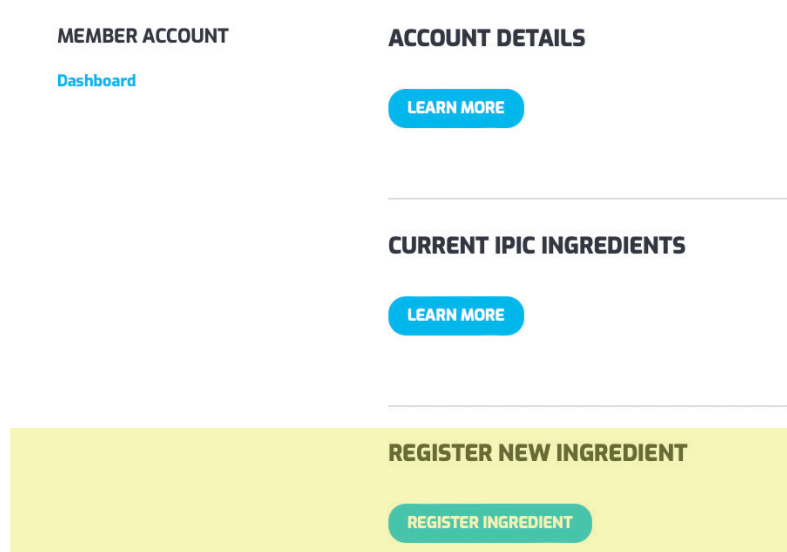 MEMBER ACCOUNT
Dashboard
ACCOUNT DETAILS
LEARN MORE
CURRENT IPIC INGREDIENTS
LEARN MORE
REGISTER NEW INGREDIENT
REGISTER INGREDIENT